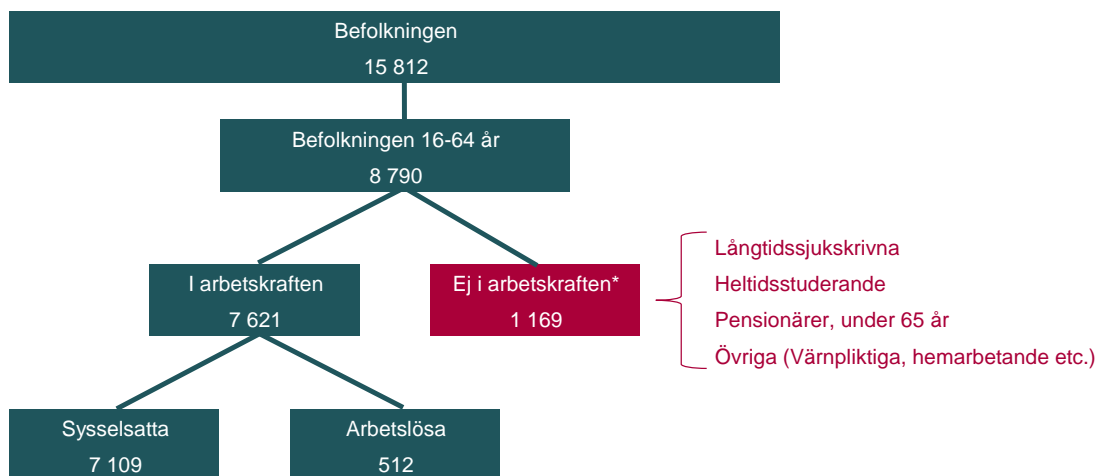 Befolkningen
15 812
Befolkningen 16-64 år
8 790
I arbetskraften
7 621
Ej i arbetskraften*
1 169
Långtidssjukskrivna
Heltidsstuderande
Pensionärer, under 65 år
Övriga (Värnpliktiga, hemarbetande etc.)
Sysselsatta
7 109
Arbetslösa
512